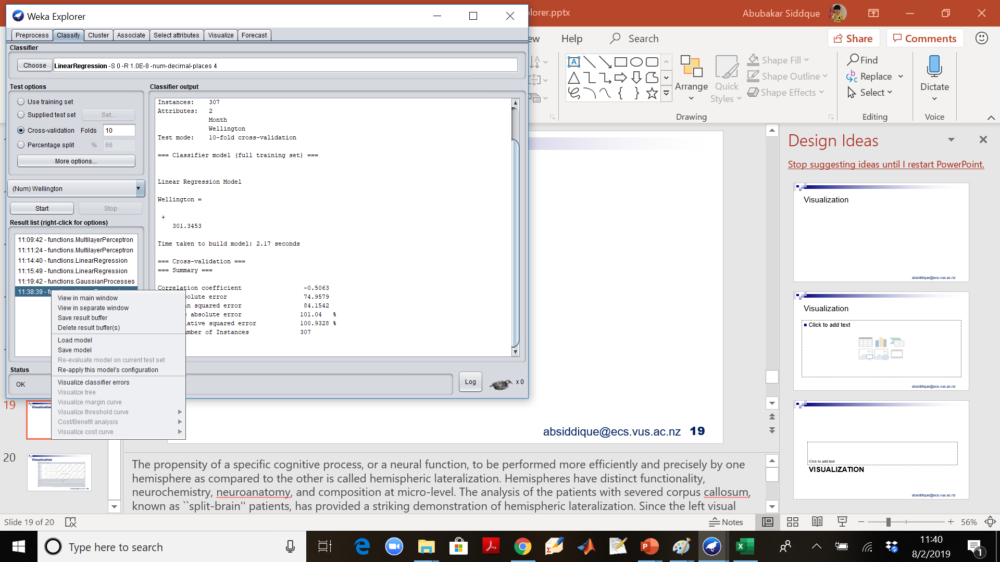 Weka Explorer
Preprocess Classify Cluster Associate Select attributes Visualize Forecast
Classifier
Choose LinearRegression -S 0 -R 1.0E-8 -num-decimal-places 4
Test options
Use training set
Supplied test set Set...
Cross-validation Folds 10
Percentage split % 66
More options...
(Num) Wellington
Start Stop
Result list (right-click for options)
11:09:42 - functions.MultilayerPerceptron
11:11:24 - functions.MultilayerPerceptron
11:14:40 - functions.LinearRegression
11:15:49 - functions.LinearRegression
11:19:42 - functions.GaussianProcesses
11:38:39 -
View in main window
View in separate window
Save result buffer
Delete result buffer(s)
Load model
Save model
Re-evaluate model on current test set
Re-apply this model's configuration
Visualize classifier errors
Visualize tree
Visualize margin curve
Visualize threshold curve
Cost/Benefit analysis
Visualize cost curve
Status
OK
Log
x 0
Classifier output
Instances: 307
Attributes: 2
Month
Wellington
Test mode: 10-fold cross-validation
=== Classifier model (full training set) ===
Linear Regression Model
Wellington =
+
301.3453
Time taken to build model: 2.17 seconds
=== Cross-validation ===
=== Summary ===
Correlation coefficient -0.5063
solute error 74.9579
n squared error 84.1542
absolute error 101.04 %
ative squared error 100.9328 %
mber of Instances 307
plorer.pptx
Abubakar Siddque
ew Help Search
Share Comments
Arrange
Quick Styles
Shape Fill
Shape Outline
Shape Effects
Drawing
Find
Replace
Select
Editing
Dictate
Voice
Design Ideas
Stop suggesting ideas until I restart PowerPoint.
Visualization
absiddique@ecs.vus.ac.nz
Visualization
Click to add text
absiddique@ecs.vus.ac.nz
Click to add text
VISUALIZATION
absiddique@ecs.vus.ac.nz
absiddique@ecs.vus.ac.nz 19
19
20
Visualization
The propensity of a specific cognitive process, or a neural function, to be performed more efficiently and precisely by one
hemisphere as compared to the other is called hemispheric lateralization. Hemispheres have distinct functionality,
neurochemistry, neuroanatomy, and composition at micro-level. The analysis of the patients with severed corpus callosum,
known as ``split-brain'' patients, has provided a striking demonstration of hemispheric lateralization. Since the left visual
Slide 19 of 20
Notes
56%
Type here to search
11:40
8/2/2019
1